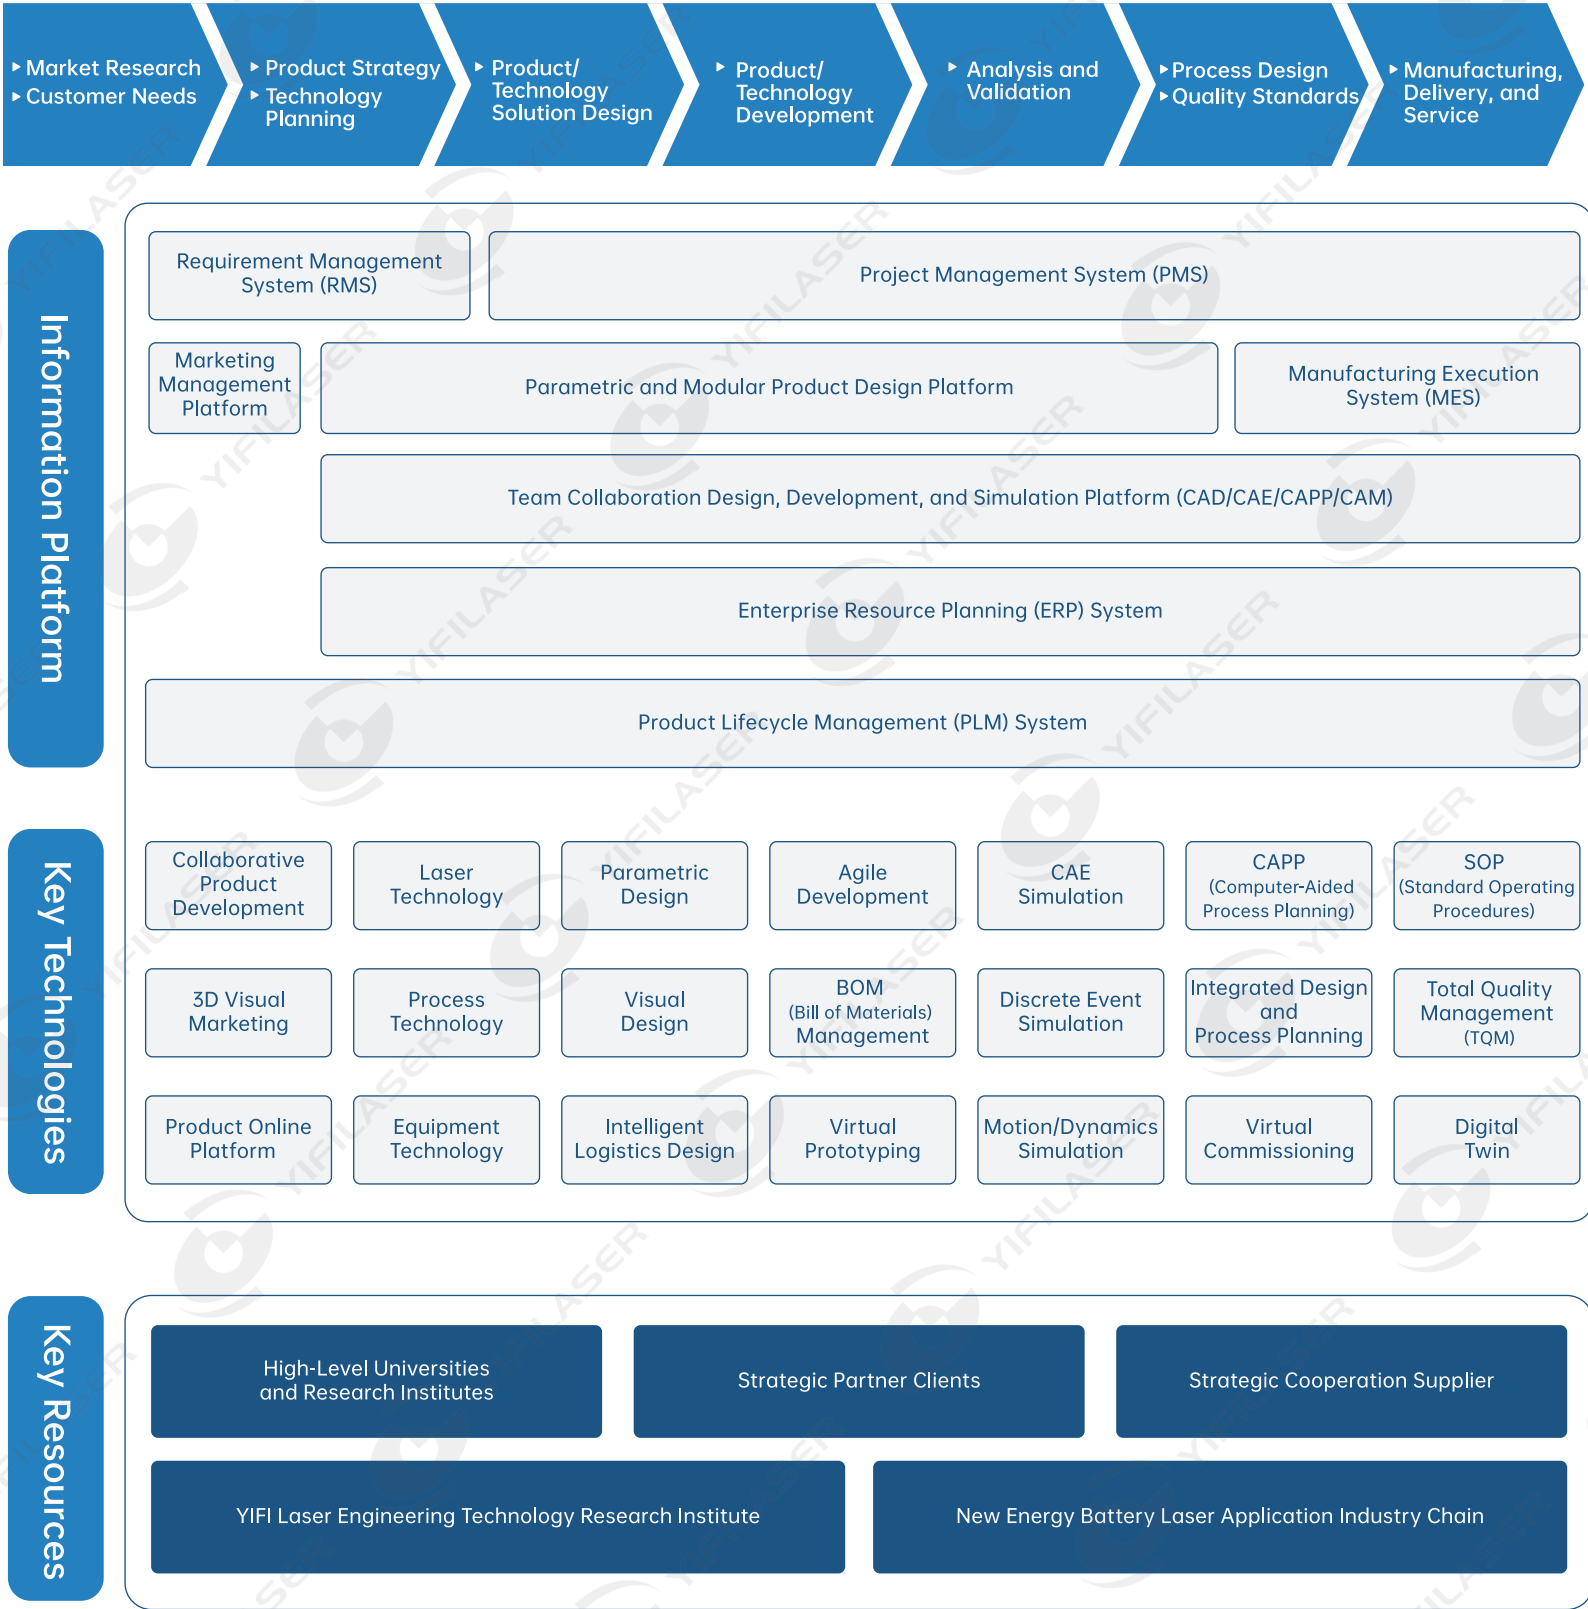 Market Research
Customer Needs
Product Strategy
Technology
Planning
Product/
Technology
Solution Design
Product/
Technology
Development
Analysis and
Validation
Process Design
Quality Standards
Manufacturing,
Delivery, and
Service
Information Platform
Requirement Management
System (RMS)
Project Management System (PMS)
Marketing
Management
Platform
Parametric and Modular Product Design Platform
Manufacturing Execution
System (MES)
Team Collaboration Design, Development, and Simulation Platform (CAD/CAE/CAPP/CAM)
Enterprise Resource Planning (ERP) System
Product Lifecycle Management (PLM) System
Key Technologies
Collaborative
Product
Development
Laser
Technology
Parametric
Design
Agile
Development
CAE
Simulation
CAPP
(Computer-Aided
Process Planning)
SOP
(Standard Operating
Procedures)
3D Visual
Marketing
Process
Technology
Visual
Design
BOM
(Bill of Materials)
Management
Discrete Event
Simulation
Integrated Design
and
Process Planning
Total Quality
Management
(TQM)
Product Online
Platform
Equipment
Technology
Intelligent
Logistics Design
Virtual
Prototyping
Motion/Dynamics
Simulation
Virtual
Commissioning
Digital
Twin
Key Resources
High-Level Universities
and Research Institutes
Strategic Partner Clients
Strategic Cooperation Supplier
YIFI Laser Engineering Technology Research Institute
New Energy Battery Laser Application Industry Chain
YIFILASER